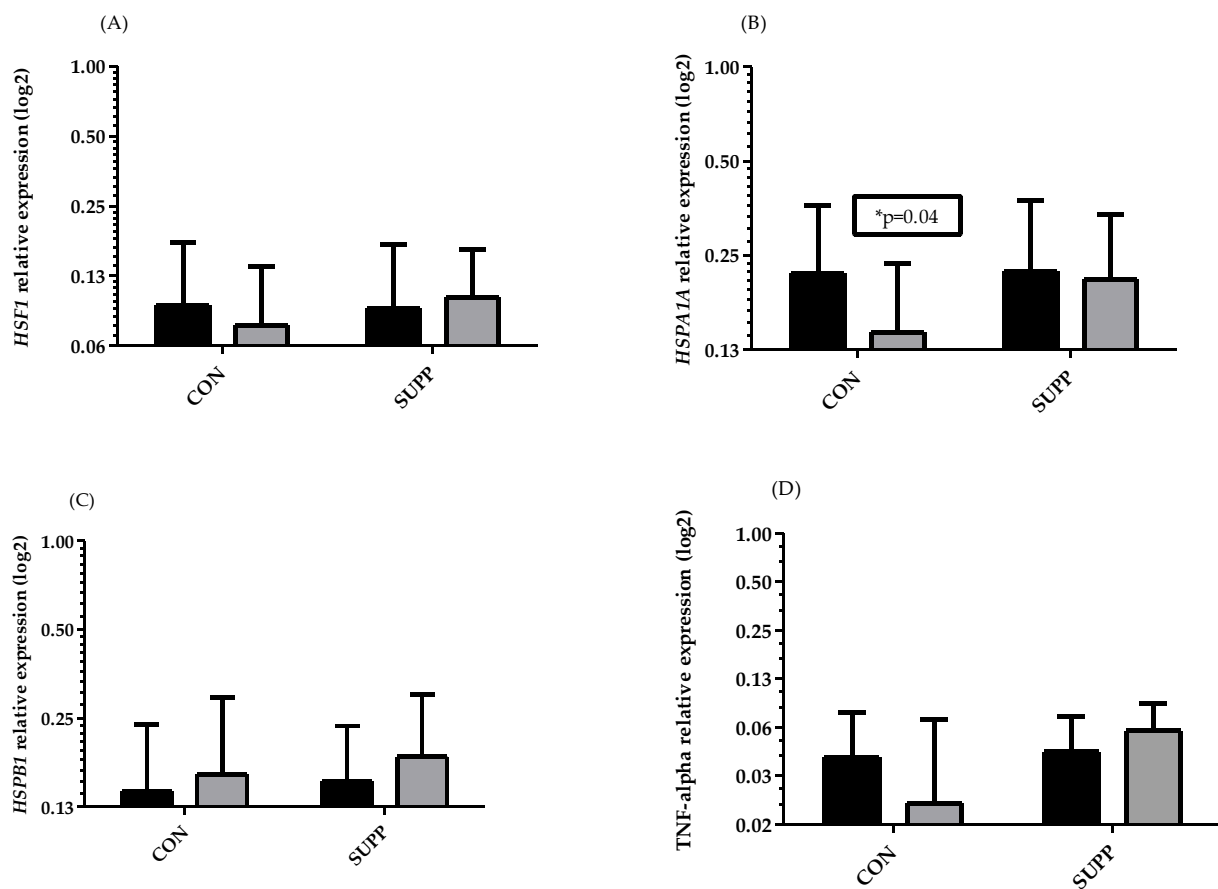 (A)
HSF1 relative expression (log2)
1.00
0.50
0.25
0.13
0.06
CON
SUPP
(B)
HSPA1A relative expression (log2)
1.00
0.50
0.25
0.13
*p=0.04
CON
SUPP
(C)
HSPB1 relative expression (log2)
1.00
0.50
0.25
0.13
CON
SUPP
(D)
TNF-alpha relative expression (log2)
1.00
0.50
0.25
0.13
0.06
0.03
0.02
CON
SUPP